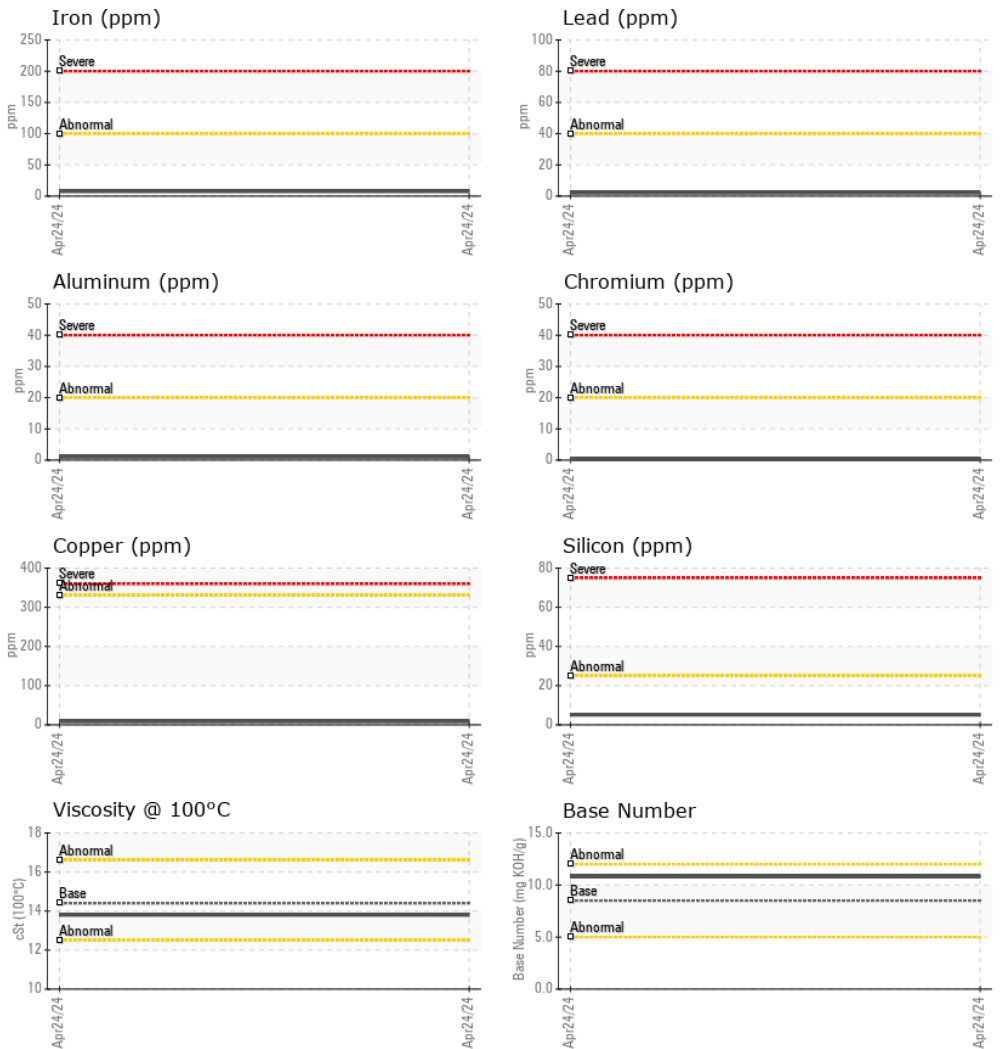 Iron (ppm)
250
200
150
100
50
0
ppm
Severe
Abnormal
Apr24/24
Apr24/24
Lead (ppm)
100
80
60
40
20
0
ppm
Severe
Abnormal
Apr24/24
Apr24/24
Aluminum (ppm)
50
40
30
20
10
0
ppm
Severe
Abnormal
Apr24/24
Apr24/24
Chromium (ppm)
50
40
30
20
10
0
ppm
Severe
Abnormal
Apr24/24
Apr24/24
Copper (ppm)
400
300
200
100
0
ppm
Severe
Abnormal
Apr24/24
Apr24/24
Silicon (ppm)
80
60
40
20
0
ppm
Severe
Abnormal
Apr24/24
Apr24/24
Viscosity @ 100°C
18
16
14
12
10
cSt (100°C)
Abnormal
Base
Abnormal
Apr24/24
Apr24/24
Base Number
15.0
10.0
5.0
0.0
Base Number (mg KOH/g)
Abnormal
Base
Abnormal
Apr24/24
Apr24/24